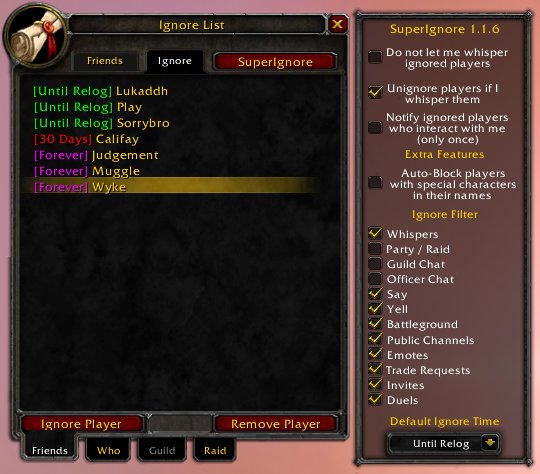 Ignore List
Friends
Ignore
SuperIgnore
[Until Relog] Lukaddh
[Until Relog] Play
[Until Relog] Sorrybro
[30 Days] Califay
[Forever] Judgement
[Forever] Muggle
[Forever] Wyke
Ignore Player
Remove Player
Friends
Who
Guild
Raid
SuperIgnore 1.1.6
Do not let me whisper
ignored players
Unignore players if I
whisper them
Notify ignored players
who interact with me
(only once)
Extra Features
Auto-Block players
with special characters
in their names
Ignore Filter
Whispers
Party / Raid
Guild Chat
Officer Chat
Say
Yell
Battleground
Public Channels
Emotes
Trade Requests
Invites
Duels
Default Ignore Time
Until Relog